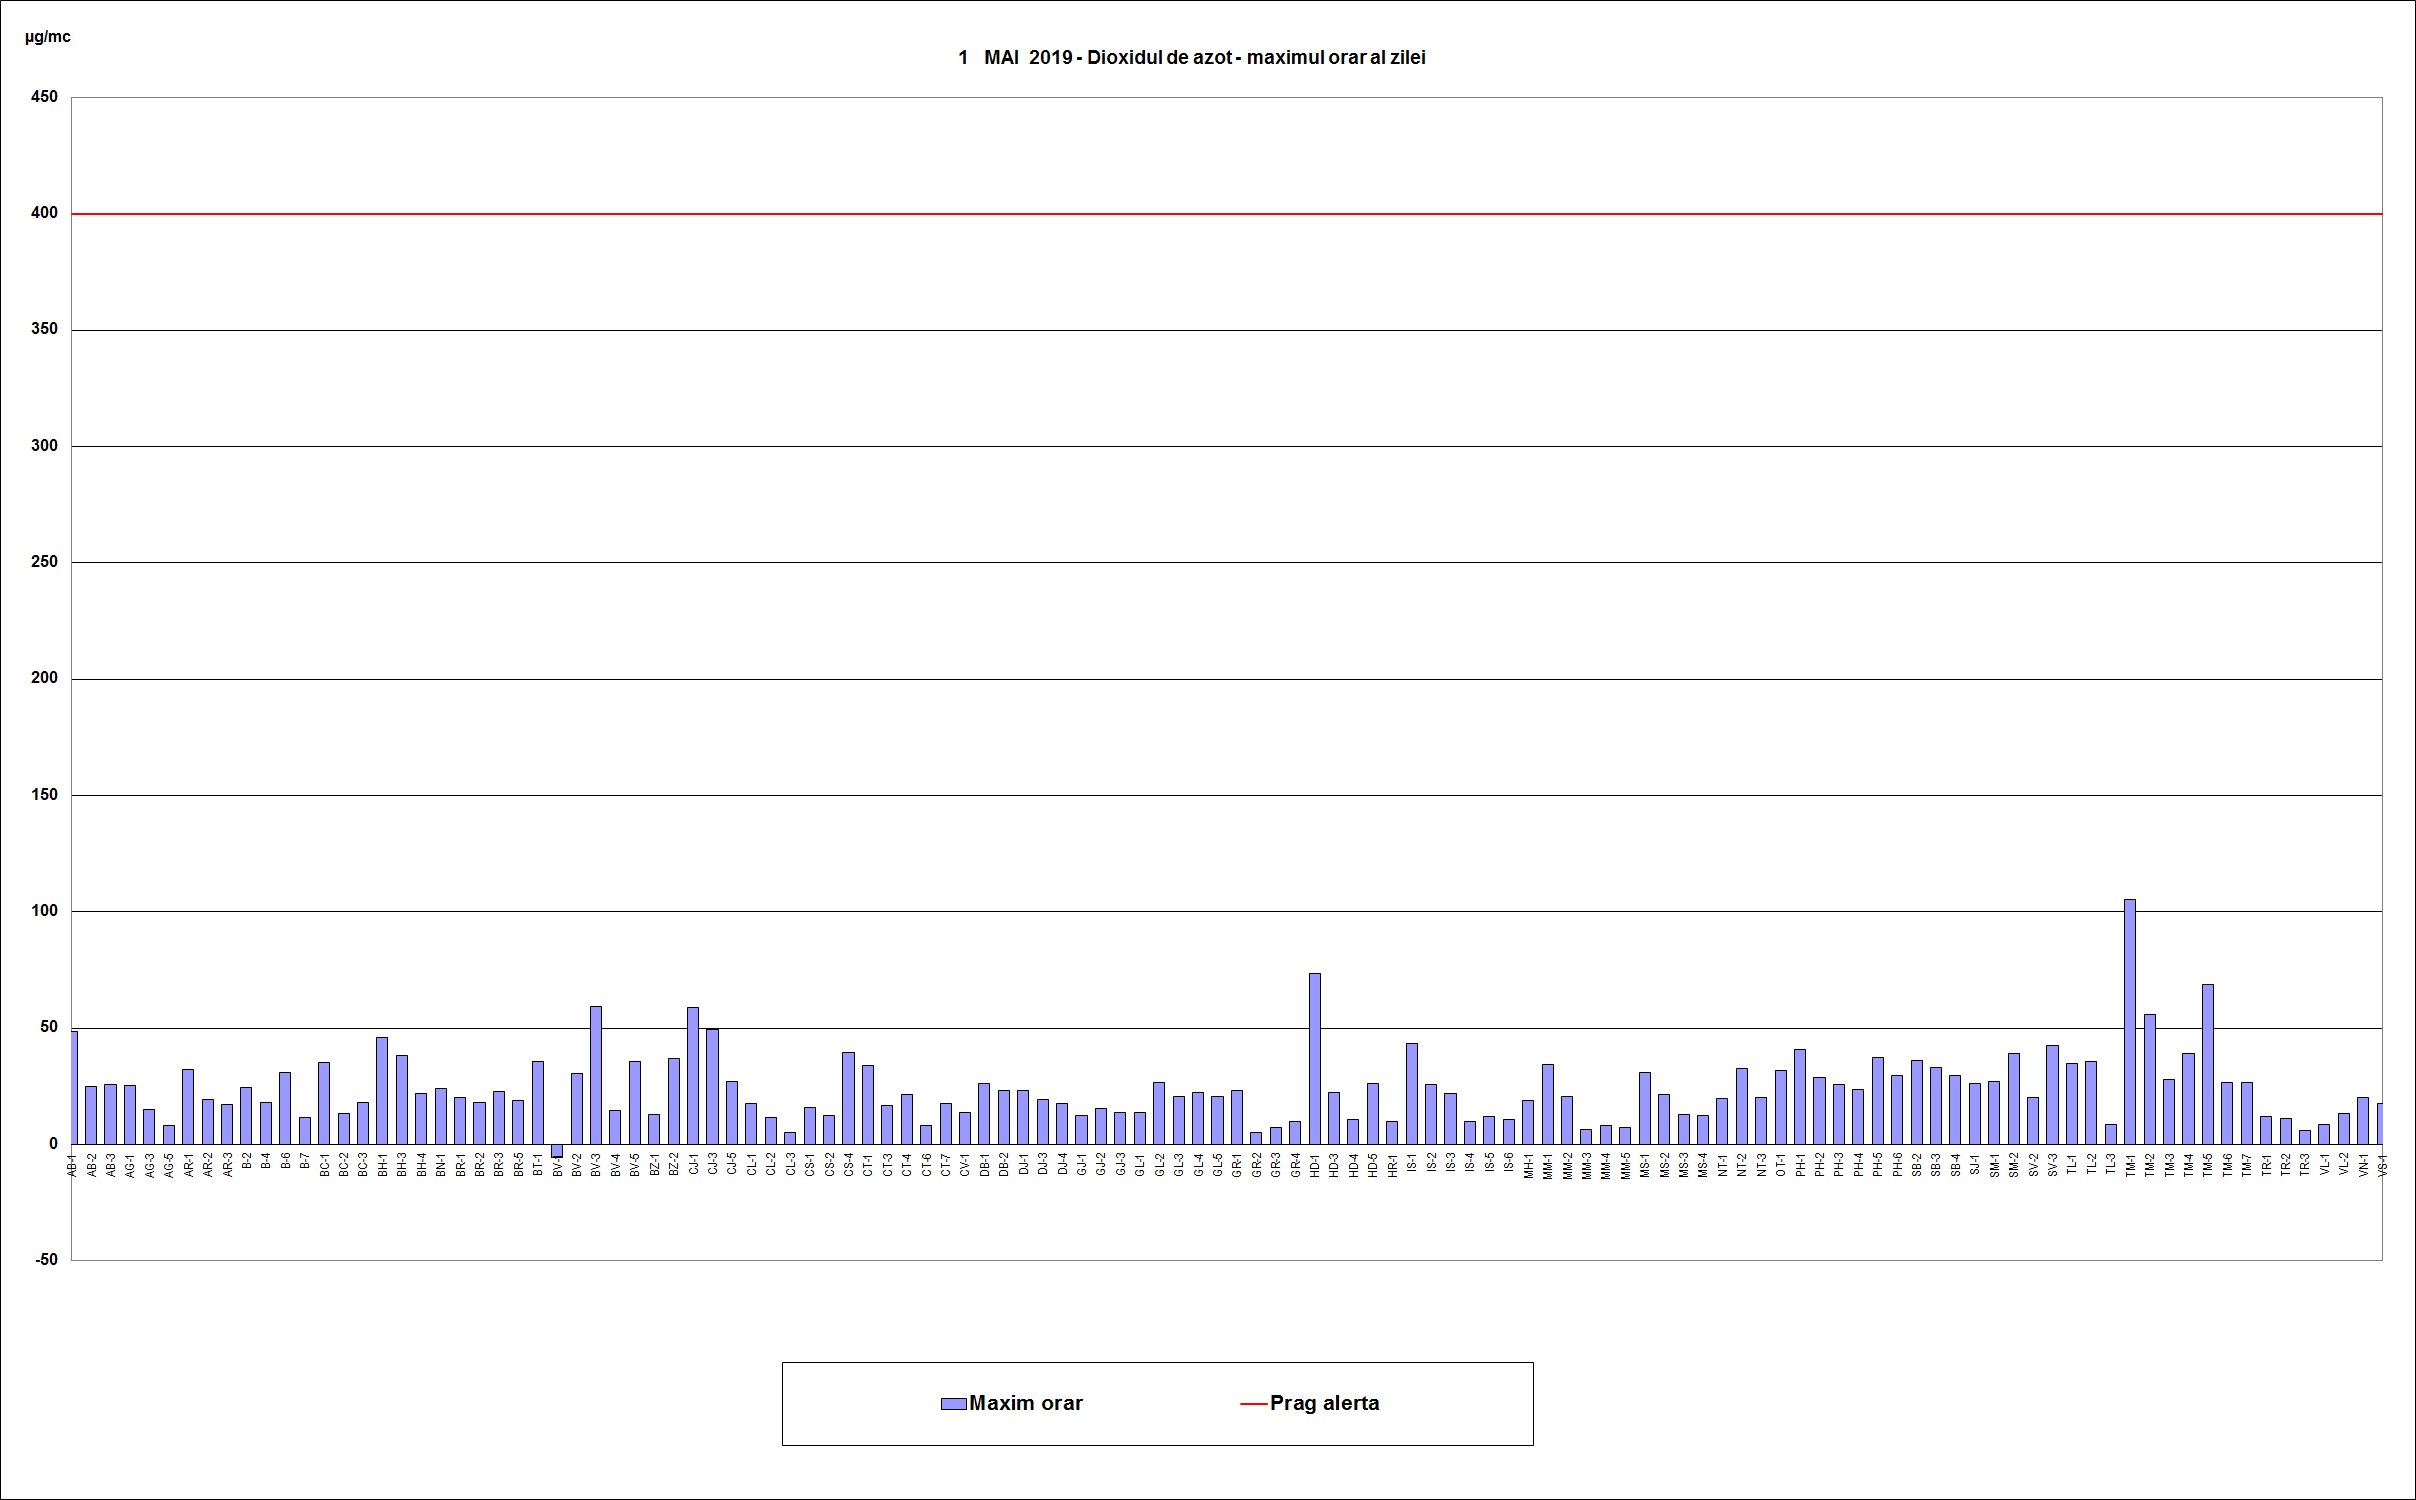 µg/mc
1 MAI 2019 - Dioxidul de azot - maximul orar al zilei
450
400
350
300
250
200
150
100
50
0
-50
AB-1 AB-2 AB-3 AG-1 AG-3 AG-5 AR-1 AR-2 AR-3 B-2 B-4 B-6 B-7 BC-1 BC-2 BC-3 BH-1 BH-3 BH-4 BN-1 BR-1 BR-2 BR-3 BR-5 BT-1 BV-1 BV-2 BV-3 BV-4 BV-5 BZ-1 BZ-2 CJ-1 CJ-3 CJ-5 CL-1 CL-2 CL-3 CS-1 CS-2 CS-4 CT-1 CT-3 CT-4 CT-6 CT-7 CV-1 DB-1 DB-2 DJ-1 DJ-3 DJ-4 GJ-1 GJ-2 GJ-3 GL-1 GL-2 GL-3 GL-4 GL-5 GR-1 GR-2 GR-3 GR-4 HD-1 HD-3 HD-4 HD-5 HR-1 IS-1 IS-2 IS-3 IS-4 IS-5 IS-6 MH-1 MM-1 MM-2 MM-3 MM-4 MM-5 MS-1 MS-2 MS-3 MS-4 NT-1 NT-2 NT-3 OT-1 PH-1 PH-2 PH-3 PH-4 PH-5 PH-6 SB-2 SB-3 SB-4 SJ-1 SM-1 SM-2 SV-2 SV-3 TL-1 TL-2 TL-3 TM-1 TM-2 TM-3 TM-4 TM-5 TM-6 TM-7 TR-1 TR-2 TR-3 VL-1 VL-2 VN-1 VS-1
Maxim orar Prag alerta